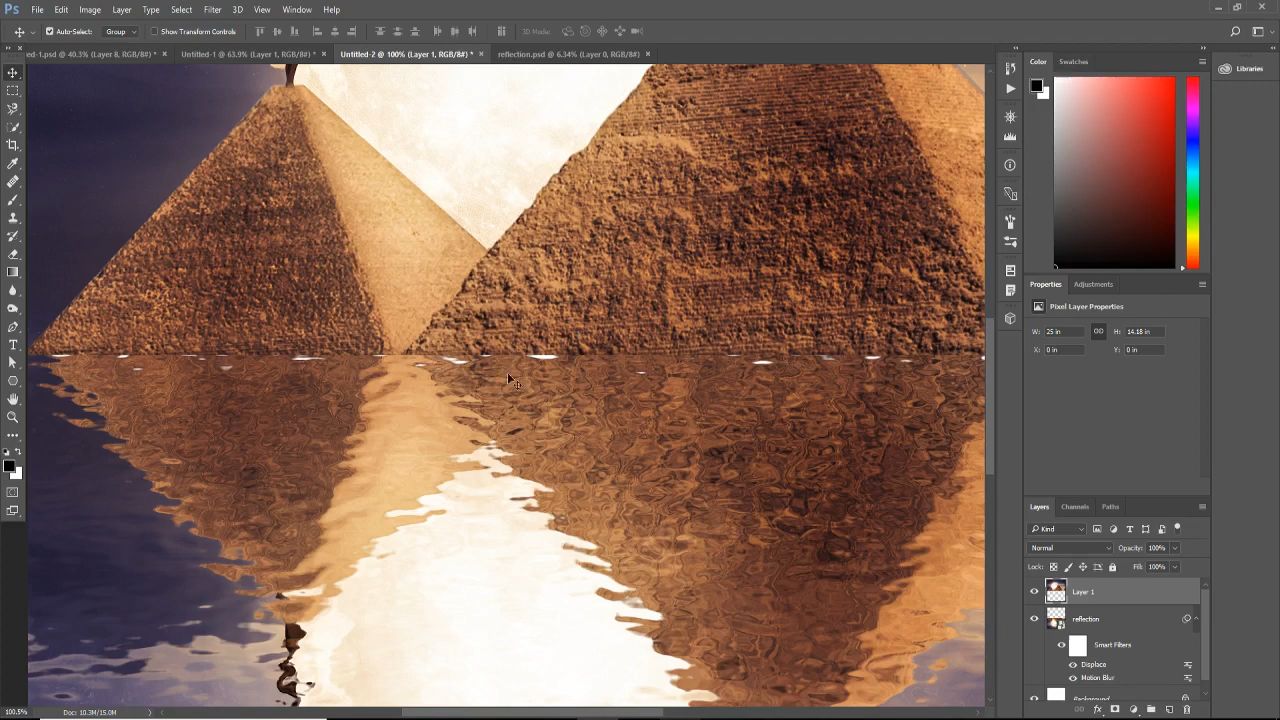 Ps File Edit Image Layer Type Select Filter 3D View Window Help
Auto-Select: Group Show Transform Controls 3D Mode:
ed-1.psd @ 40.3% (Layer 8, RGB/8#) * × Untitled-1 @ 63.9% (Layer 1, RGB/8#) * × Untitled-2 @ 100% (Layer 1, RGB/8#) * × reflection.psd @ 6.34% (Layer 0, RGB/8#) ×
Color Swatches
Libraries
Properties Adjustments
Pixel Layer Properties
W: 25 in H: 14.18 in
X: 0 in Y: 0 in
Layers Channels Paths
Kind
Normal Opacity: 100%
Lock: Fill: 100%
Layer 1
reflection
Smart Filters
Displace
Motion Blur
Background
100.5% Doc: 10.3M/15.0M